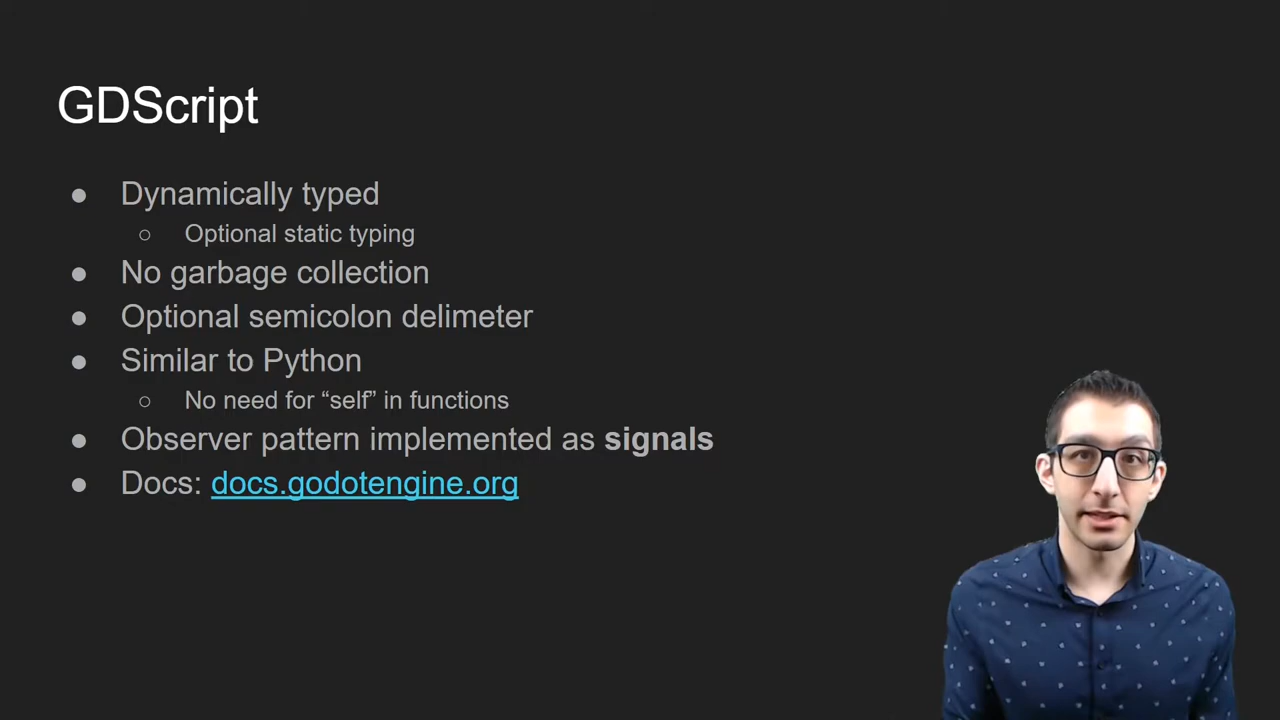 GDScript
● Dynamically typed
○ Optional static typing
● No garbage collection
● Optional semicolon delimeter
● Similar to Python
○ No need for “self” in functions
● Observer pattern implemented as signals
● Docs: docs.godotengine.org